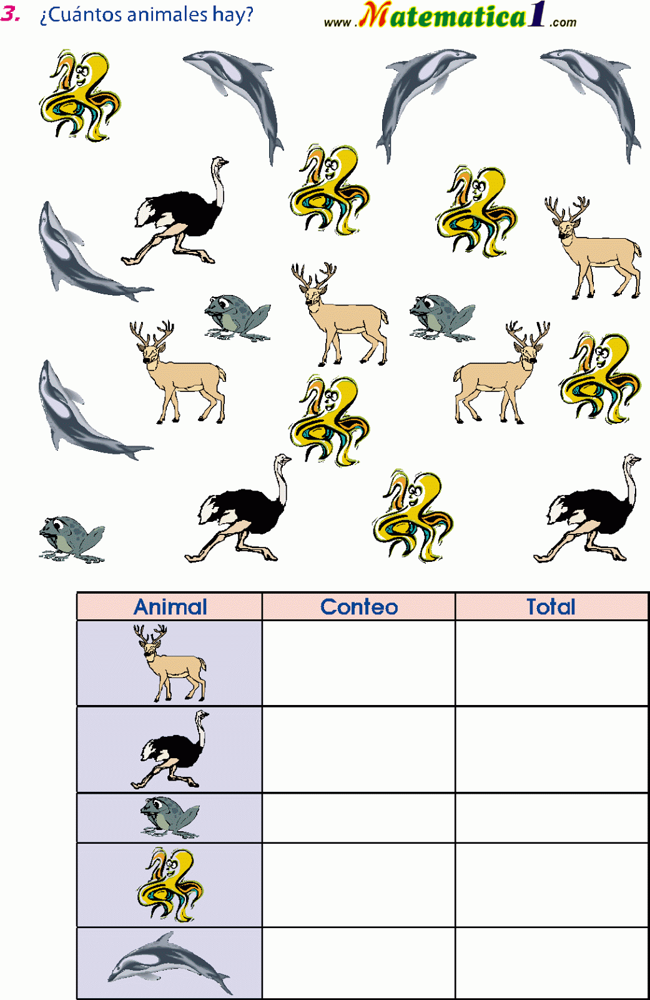 3. ¿Cuántos animales hay?
www.Matematica1.com
Animal Conteo Total